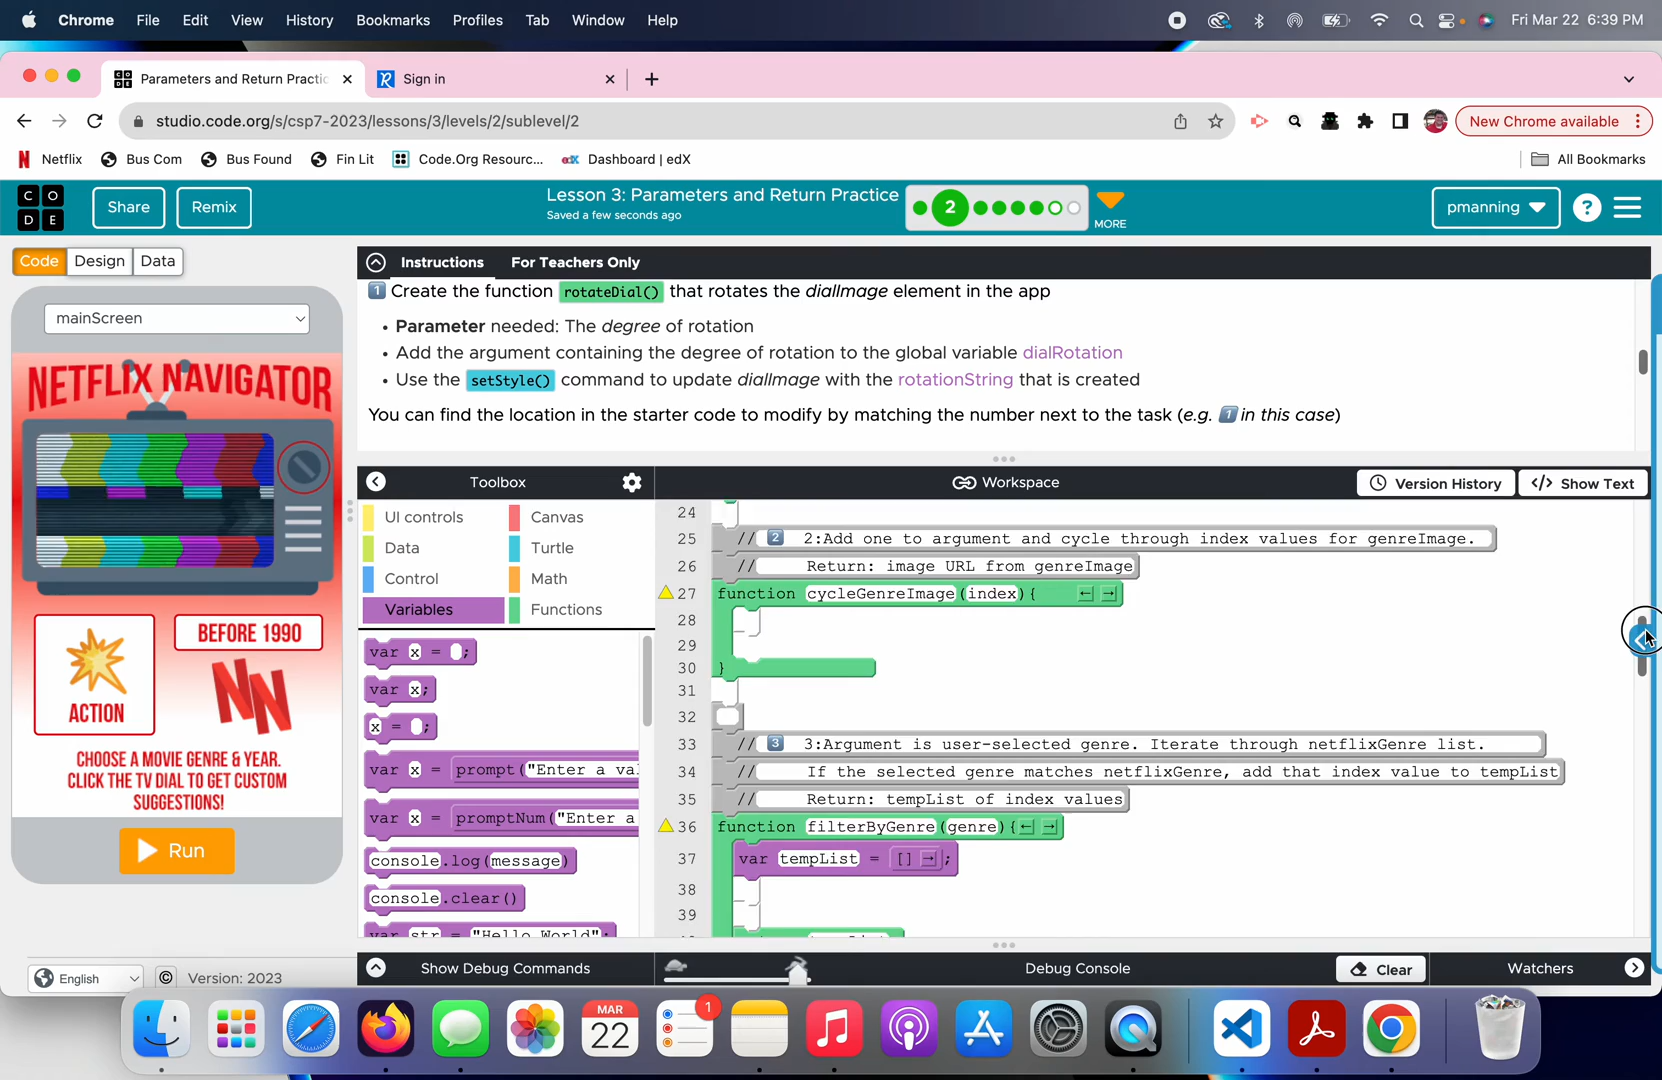 Chrome File Edit View History Bookmarks Profiles Tab Window Help Fri Mar 22 6:39 PM
Parameters and Return Practic Sign in
studio.code.org/s/csp7-2023/lessons/3/levels/2/sublevel/2 New Chrome available
Netflix Bus Com Bus Found Fin Lit Code.Org Resourc... Dashboard | edX All Bookmarks
CODE Share Remix Lesson 3: Parameters and Return Practice 2 MORE pmanning ?
Saved a few seconds ago
Code Design Data
Instructions For Teachers Only
mainScreen
NETFLIX NAVIGATOR
ACTION
BEFORE 1990
CHOOSE A MOVIE GENRE & YEAR.
CLICK THE TV DIAL TO GET CUSTOM
SUGGESTIONS!
Run
English © Version: 2023
1 Create the function rotateDial() that rotates the dialImage element in the app
• Parameter needed: The degree of rotation
• Add the argument containing the degree of rotation to the global variable dialRotation
• Use the setStyle() command to update dialImage with the rotationString that is created
You can find the location in the starter code to modify by matching the number next to the task (e.g. 1 in this case)
Toolbox Workspace Version History </> Show Text
UI controls Canvas
Data Turtle
Control Math
Variables Functions
var x = ;
var x;
x = ;
var x = prompt("Enter a val
var x = promptNum("Enter a
console.log(message)
console.clear()
var str = "Hello World";
24
25 // 2 2:Add one to argument and cycle through index values for genreImage.
26 // Return: image URL from genreImage
27 function cycleGenreImage(index){ ← →
28
29
30 }
31
32
33 // 3 3:Argument is user-selected genre. Iterate through netflixGenre list.
34 // If the selected genre matches netflixGenre, add that index value to tempList
35 // Return: tempList of index values
36 function filterByGenre(genre){ ← →
37 var tempList = [] → ;
38
39
Show Debug Commands Debug Console Clear Watchers
MAR
22
1